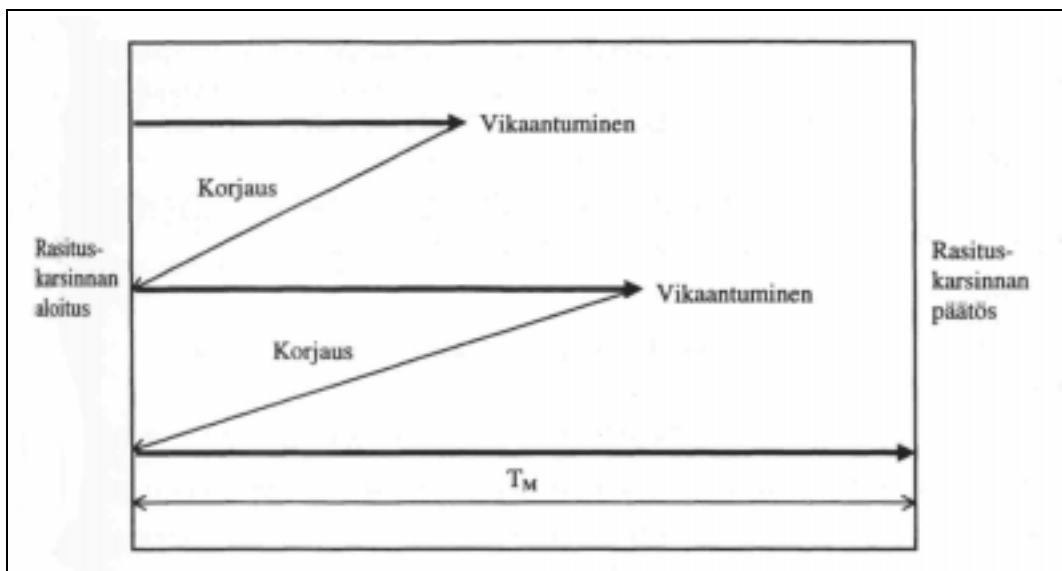 Vikaantuminen
Korjaus
Rasitus-
karsinnan
aloitus
Vikaantuminen
Rasitus-
karsinnan
päätös
Korjaus
TM